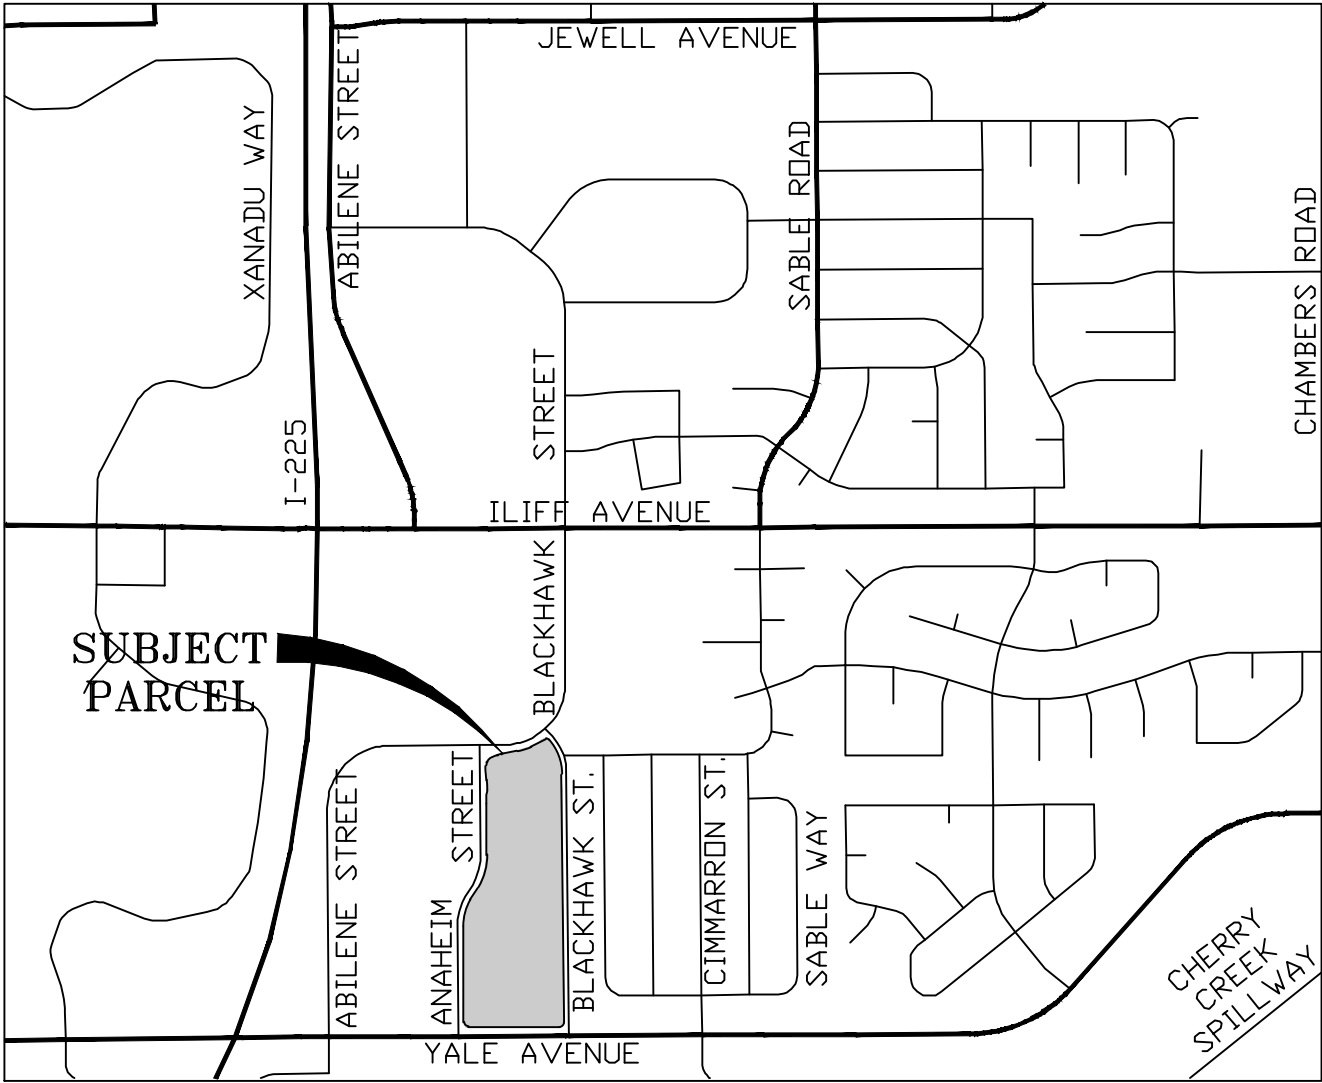 JEWELL AVENUE
ABILENE STREET
XANADU WAY
SABLE ROAD
CHAMBERS ROAD
I-225
STREET
BLACKHAWK
ILIFF AVENUE
SUBJECT
PARCEL
ABILENE STREET
STREET
ANAHEIM
BLACKHAWK ST.
CIMMARRON ST.
SABLE WAY
CHERRY
CREEK
SPILLWAY
YALE AVENUE